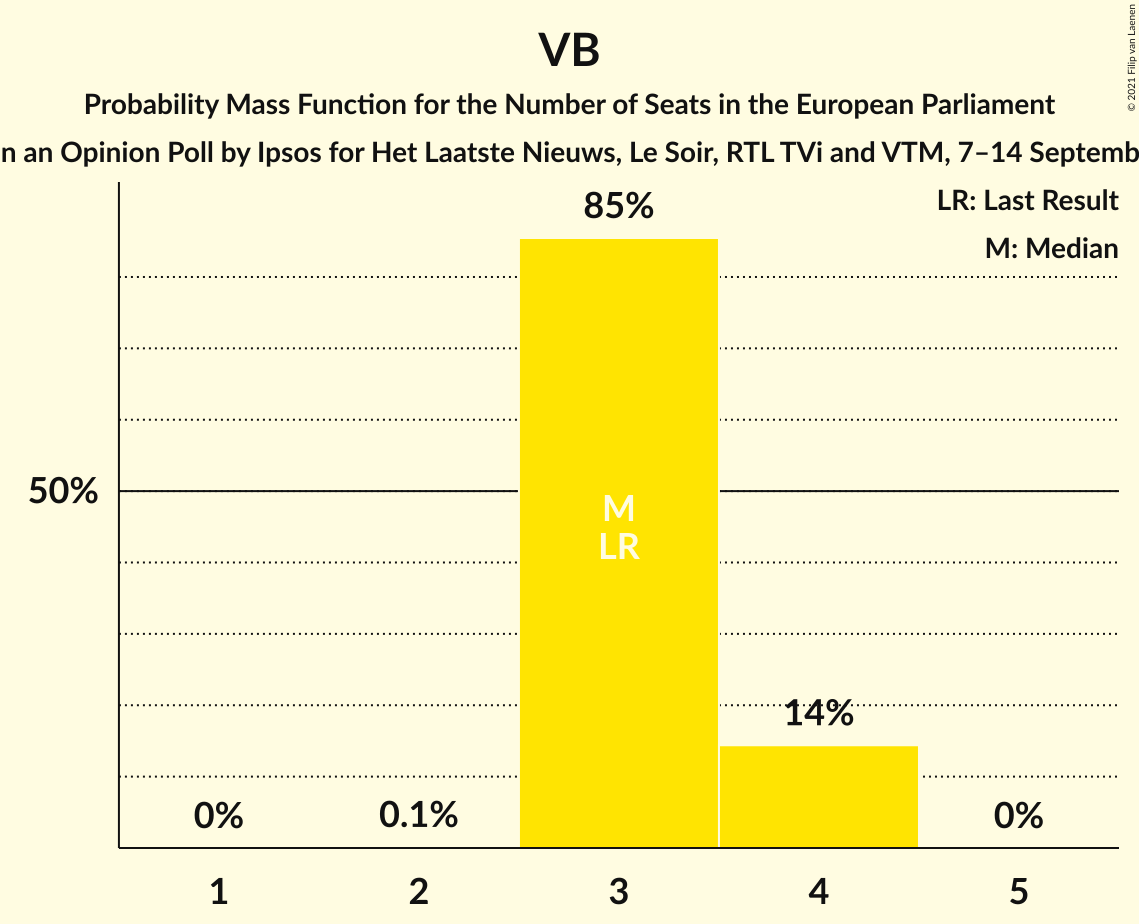 VB
Probability Mass Function for the Number of Seats in the European Parliament
an Opinion Poll by Ipsos for Het Laatste Nieuws, Le Soir, RTL TVi and VTM, 7–14
LR: Last Result
M: Median
85%
50%
M
LR
14%
0%
0.1%
0%
1
2
3
4
5
© 2021 Filip van Laenen